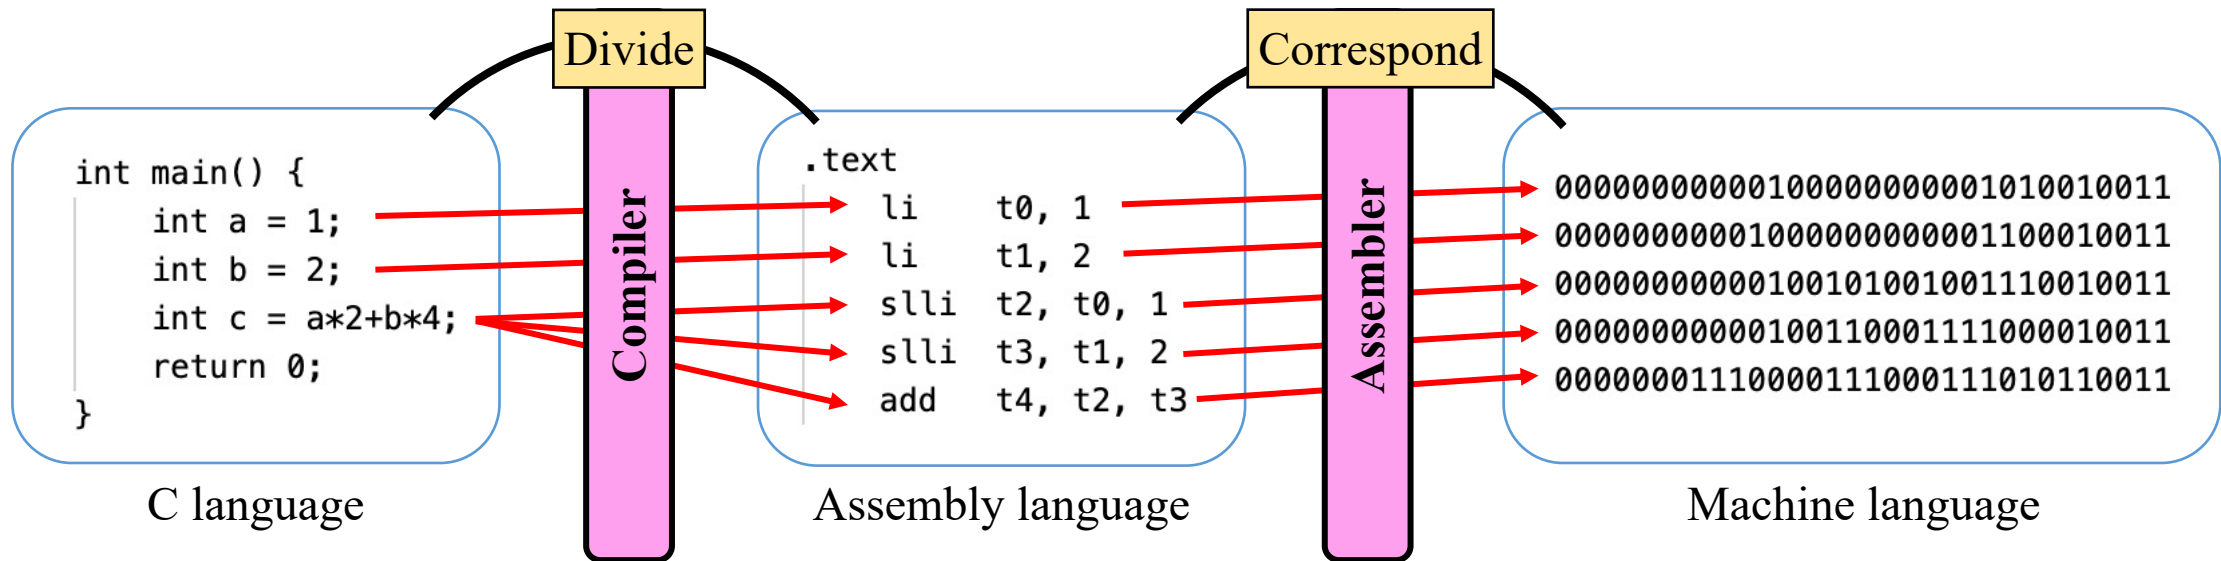 Divide
Correspond
int main() {
int a = 1;
int b = 2;
int c = a*2+b*4;
return 0;
}
C language
Compiler
.text
li t0, 1
li t1, 2
slli t2, t0, 1
slli t3, t1, 2
add t4, t2, t3
Assembly language
Assembler
00000000000100000000001010010011
00000000001000000000001100010011
00000000000100101001001110010011
00000000000100110001111000010011
00000001110000111000111010110011
Machine language